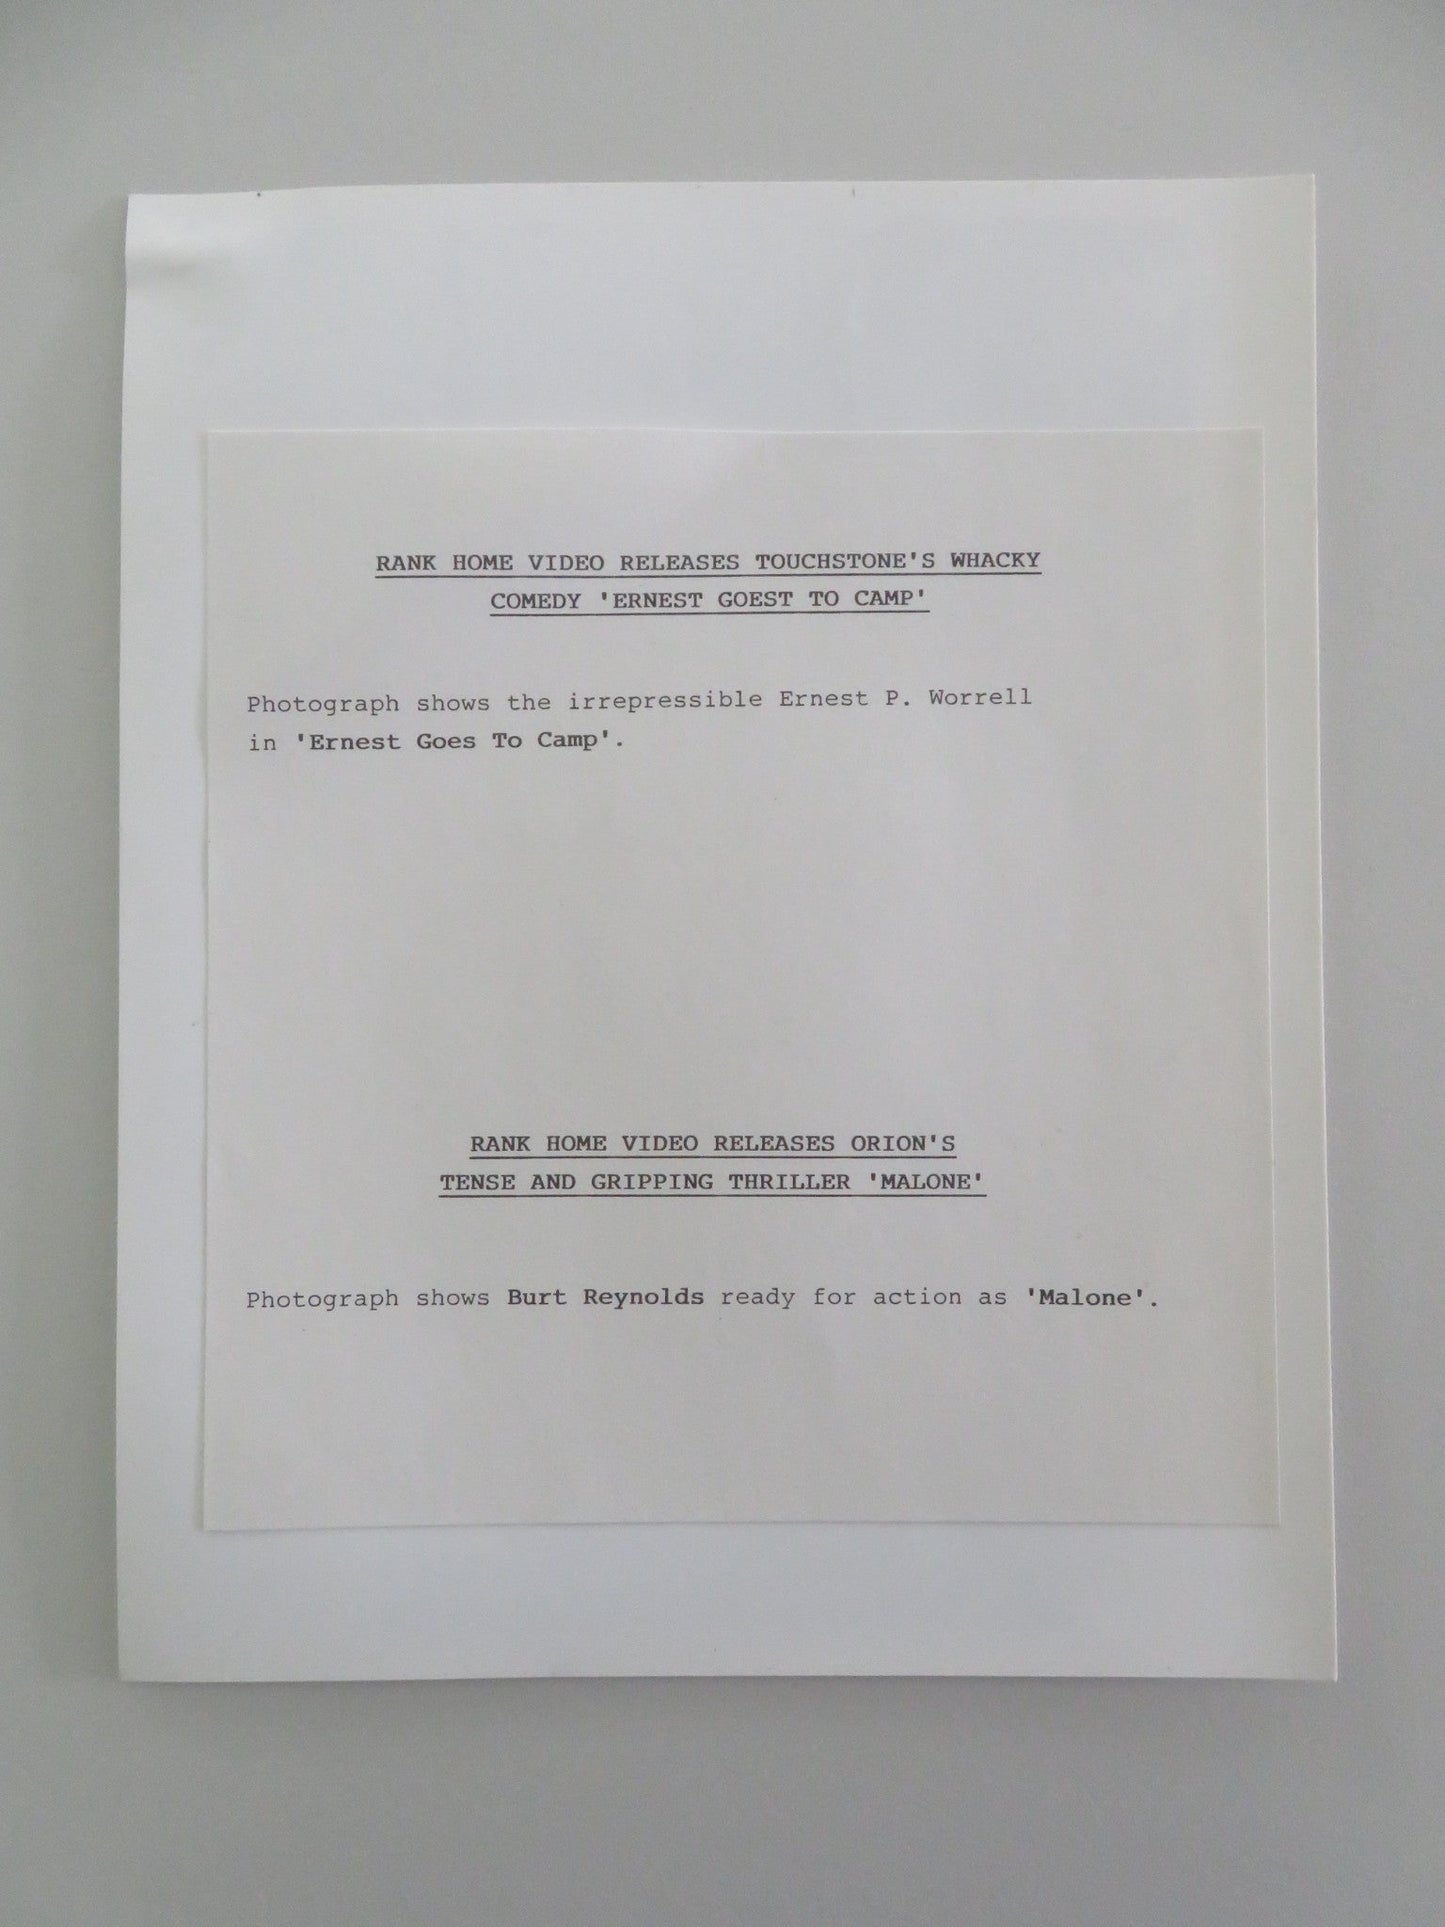 RANK HOME VIDEO RELEASES TOUCHSTONE'S WHACKY
COMEDY 'ERNEST GOEST TO CAMP'
Photograph shows the irrepressible Ernest P. Worrell
in 'Ernest Goes To Camp'.
RANK HOME VIDEO RELEASES ORION'S
TENSE AND GRIPPING THRILLER 'MALONE'
Photograph shows Burt Reynolds ready for action as 'Malone'.